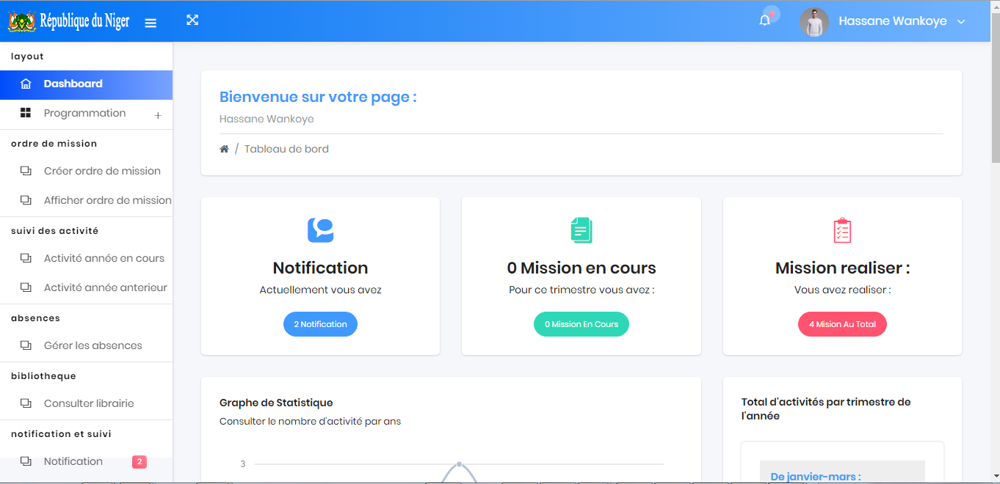 République du Niger
Hassane Wankoye
layout
Dashboard
Programmation +
ordre de mission
Créer ordre de mission
Afficher ordre de mission
suivi des activité
Activité année en cours
Activité année anterieur
absences
Gérer les absences
bibliotheque
Consulter librairie
notification et suivi
Notification 2
Bienvenue sur votre page :
Hassane Wankoye
/ Tableau de bord
Notification
Actuellement vous avez
2 Notification
0 Mission en cours
Pour ce trimestre vous avez :
0 Mission En Cours
Mission realiser :
Vous avez realiser :
4 Mision Au Total
Graphe de Statistique
Consulter le nombre d'activité par ans
3
Total d'activités par trimestre de
l'année
De janvier-mars :